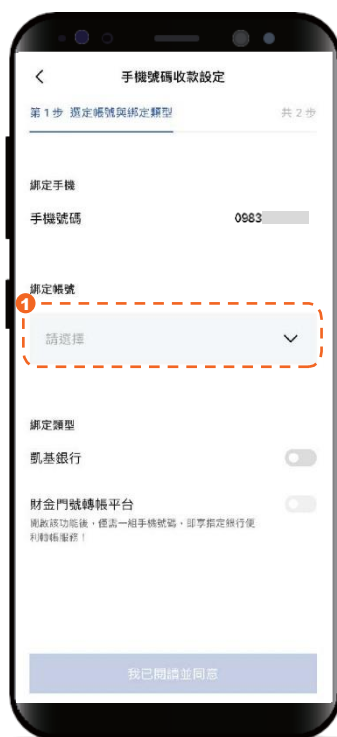 手機號碼收款設定
第1步 選定帳號與綁定類型 共2步
綁定手機
手機號碼 0983
綁定帳號
1
請選擇
綁定類型
凱基銀行
財金門號轉帳平台
開啟該功能後，僅需一組手機號碼，即享指定銀行便
利轉帳服務！
我已閱讀並同意